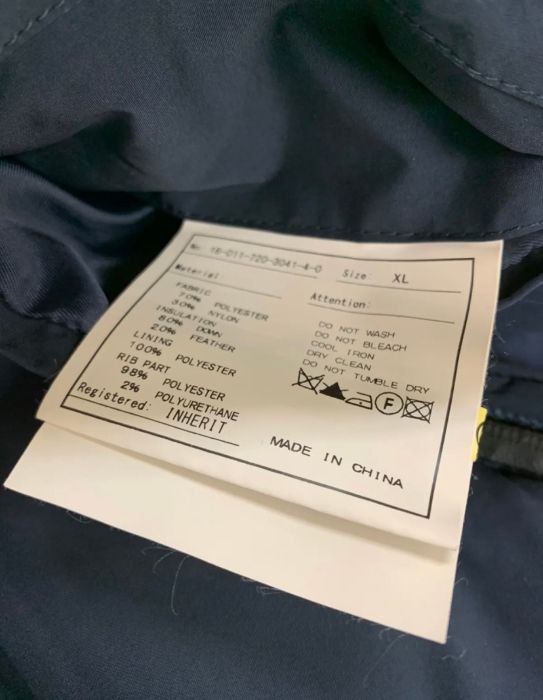 No. 18-011-720-3041-4-0
Size: XL
Material
FABRIC
70% POLYESTER
30% NYLON
INSULATION
80% DOWN
20% FEATHER
LINING
100% POLYESTER
RIB PART
98% POLYESTER
2% POLYURETHANE
Registered: INHERIT
Attention:
DO NOT WASH
DO NOT BLEACH
COOL IRON
DRY CLEAN
DO NOT TUMBLE DRY
F
MADE IN CHINA